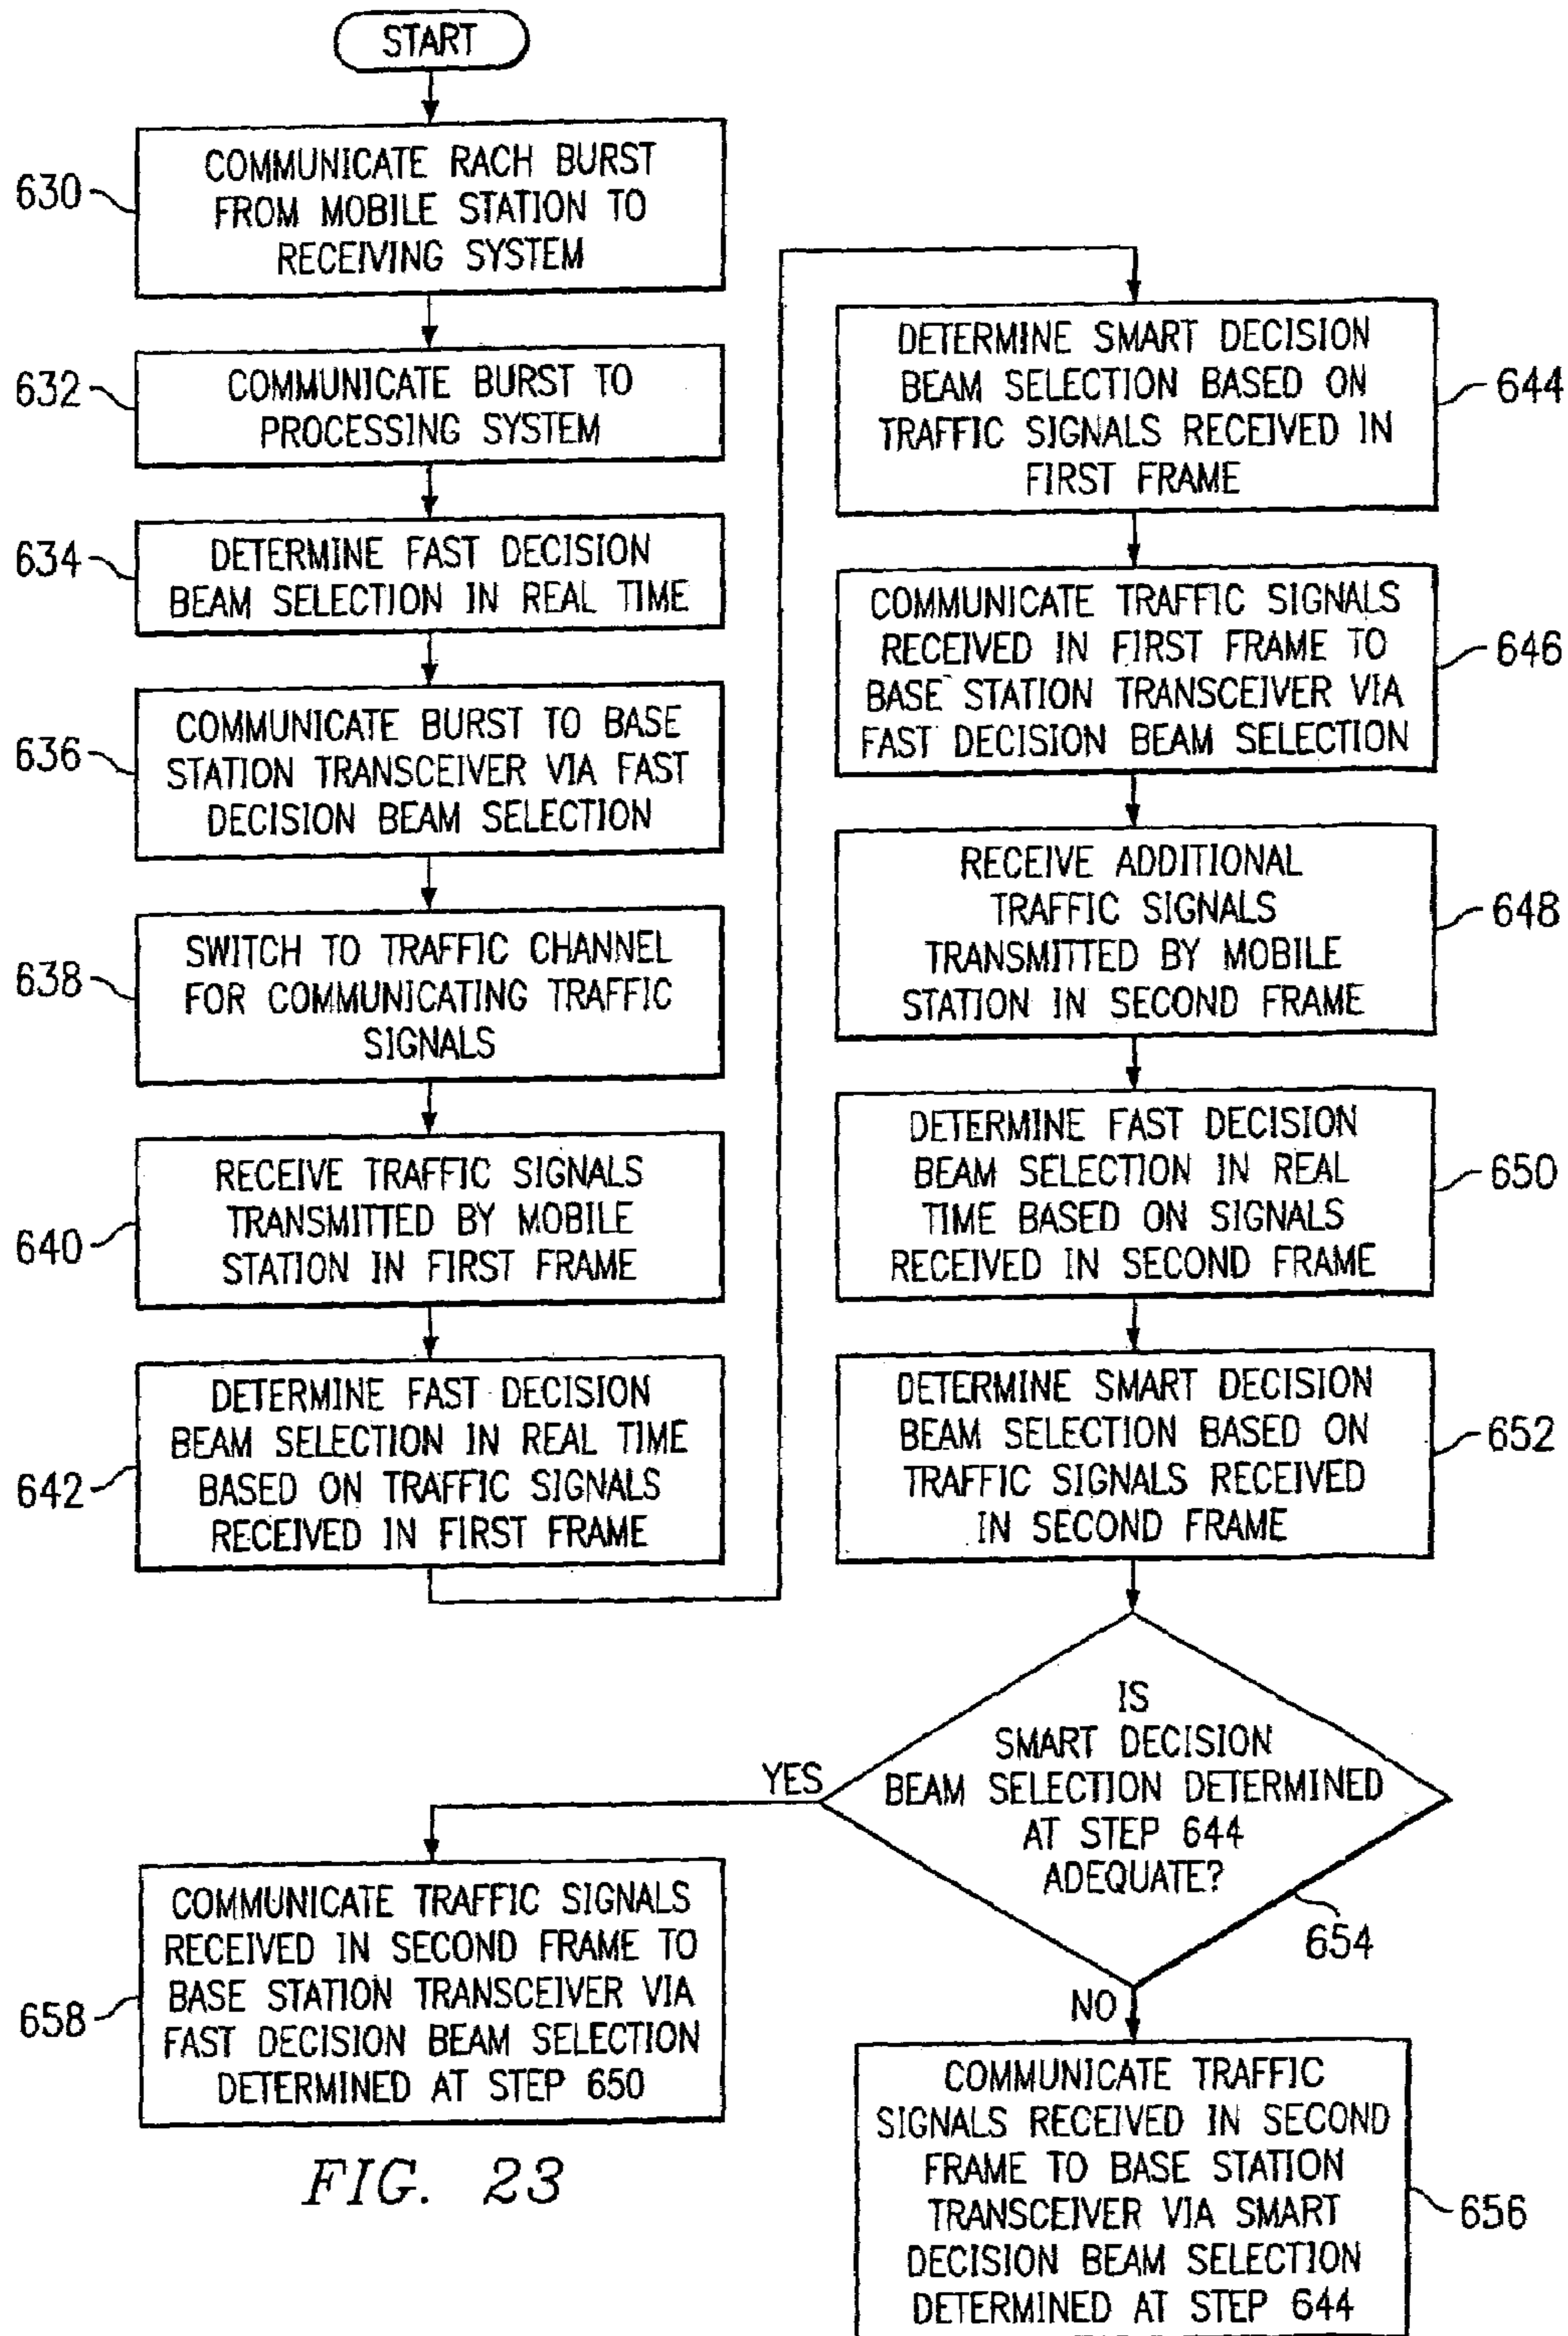 START
630
COMMUNICATE RACH BURST
FROM MOBILE STATION TO
RECEIVING SYSTEM
632
COMMUNICATE BURST TO
PROCESSING SYSTEM
634
DETERMINE FAST DECISION
BEAM SELECTION IN REAL TIME
636
COMMUNICATE BURST TO BASE
STATION TRANSCEIVER VIA FAST
DECISION BEAM SELECTION
638
SWITCH TO TRAFFIC CHANNEL
FOR COMMUNICATING TRAFFIC
SIGNALS
640
RECEIVE TRAFFIC SIGNALS
TRANSMITTED BY MOBILE
STATION IN FIRST FRAME
642
DETERMINE FAST DECISION
BEAM SELECTION IN REAL TIME
BASED ON TRAFFIC SIGNALS
RECEIVED IN FIRST FRAME
DETERMINE SMART DECISION
BEAM SELECTION BASED ON
TRAFFIC SIGNALS RECEIVED IN
FIRST FRAME
644
COMMUNICATE TRAFFIC SIGNALS
RECEIVED IN FIRST FRAME TO
BASE STATION TRANSCEIVER VIA
FAST DECISION BEAM SELECTION
646
RECEIVE ADDITIONAL
TRAFFIC SIGNALS
TRANSMITTED BY MOBILE
STATION IN SECOND FRAME
648
DETERMINE FAST DECISION
BEAM SELECTION IN REAL
TIME BASED ON SIGNALS
RECEIVED IN SECOND FRAME
650
DETERMINE SMART DECISION
BEAM SELECTION BASED ON
TRAFFIC SIGNALS RECEIVED
IN SECOND FRAME
652
IS
SMART DECISION
BEAM SELECTION DETERMINED
AT STEP 644
ADEQUATE?
654
YES
NO
658
COMMUNICATE TRAFFIC SIGNALS
RECEIVED IN SECOND FRAME TO
BASE STATION TRANSCEIVER VIA
FAST DECISION BEAM SELECTION
DETERMINED AT STEP 650
COMMUNICATE TRAFFIC
SIGNALS RECEIVED IN SECOND
FRAME TO BASE STATION
TRANSCEIVER VIA SMART
DECISION BEAM SELECTION
DETERMINED AT STEP 644
656
FIG. 23